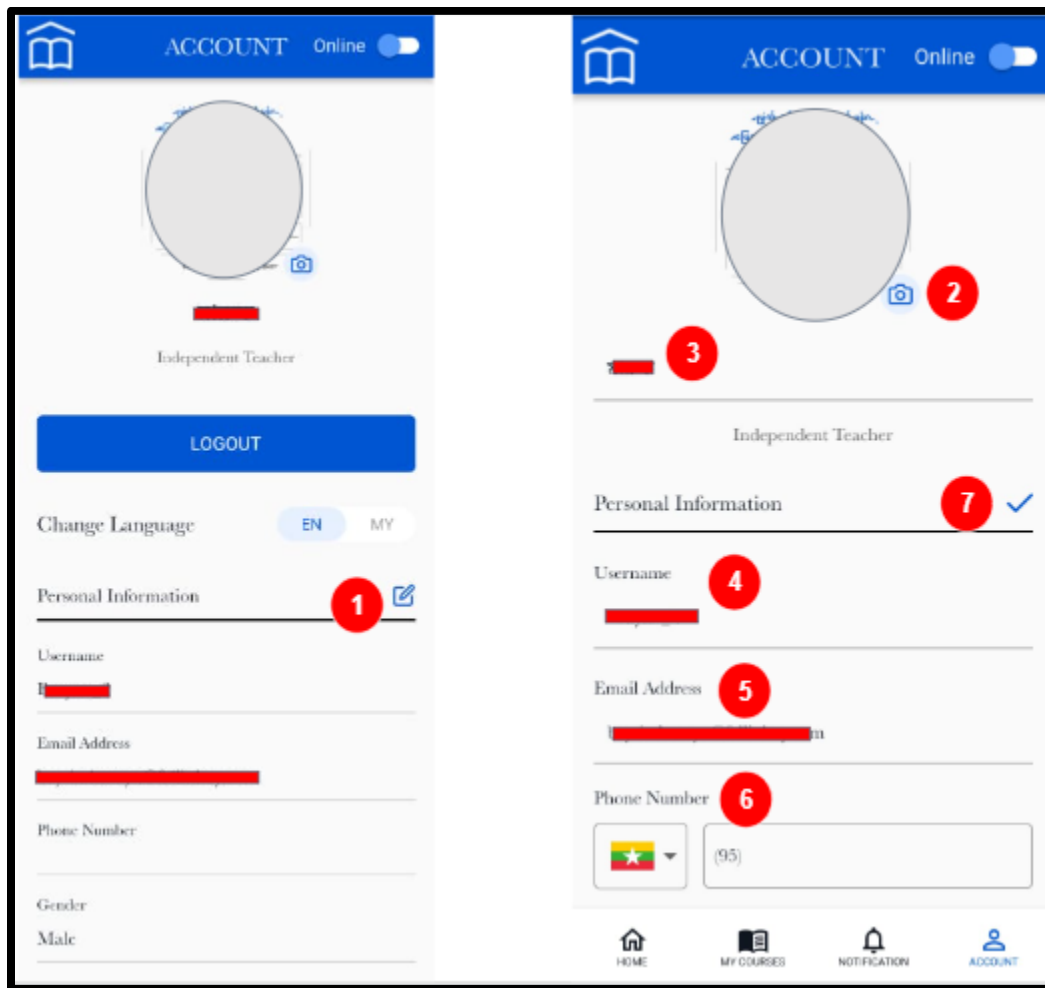 ACCOUNT Online
Independent Teacher
LOGOUT
Change Language EN MY
Personal Information 1
Username
Email Address
Phone Number
Gender
Male
ACCOUNT Online
2
3
Independent Teacher
Personal Information 7
Username 4
Email Address 5
Phone Number 6
(95)
HOME MY COURSES NOTIFICATION ACCOUNT